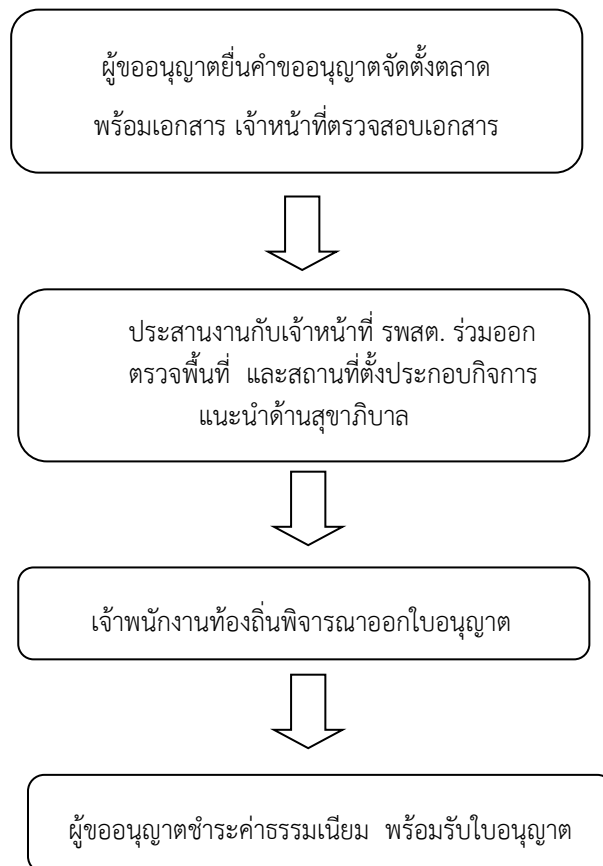 ผู้ขออนุญาตยื่นคำขออนุญาตจัดตั้งตลาด
พร้อมเอกสาร เจ้าหน้าที่ตรวจสอบเอกสาร
ประสานงานกับเจ้าหน้าที่ รพสต. ร่วมออก
ตรวจพื้นที่ และสถานที่ตั้งประกอบกิจการ
แนะนำด้านสุขาภิบาล
เจ้าพนักงานท้องถิ่นพิจารณาออกใบอนุญาต
ผู้ขออนุญาตชำระค่าธรรมเนียม พร้อมรับใบอนุญาต